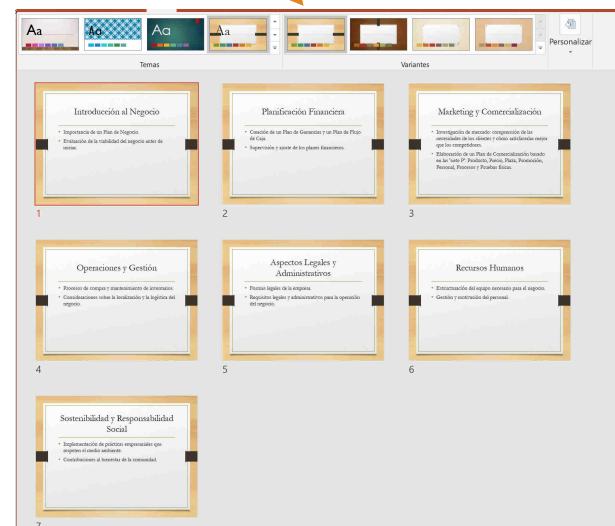 Aa
Aa
Aa
Aa
Personalizar
Temas
Variantes
Introducción al Negocio
• Importancia de un Plan de Negocio.
• Evaluación de la viabilidad del negocio antes de
iniciar.
1
Planificación Financiera
• Creación de un Plan de Ganancias y un Plan de Flujo
de Caja.
• Supervisión y ajuste de los planes financieros.
2
Marketing y Comercialización
• Investigación de mercado: comprensión de las
necesidades de los clientes y cómo satisfacerlas mejor
que los competidores.
• Elaboración de un Plan de Comercialización basado
en las "siete P": Producto, Precio, Plaza, Promoción,
Personal, Procesos y Pruebas físicas.
3
Operaciones y Gestión
• Procesos de compra y mantenimiento de inventarios.
• Consideraciones sobre la localización y la logística del
negocio.
4
Aspectos Legales y
Administrativos
• Formas legales de la empresa.
• Requisitos legales y administrativos para la operación
del negocio.
5
Recursos Humanos
• Estructuración del equipo necesario para el negocio.
• Gestión y motivación del personal.
6
Sostenibilidad y Responsabilidad
Social
• Implementación de prácticas empresariales que
respeten el medio ambiente.
• Contribuciones al bienestar de la comunidad.
7